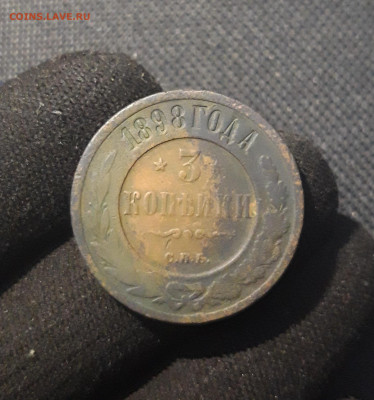 COINS.LAVE.RU
1898 ГОДА
* 3 *
КОПѢЙКИ
С.П.Б.